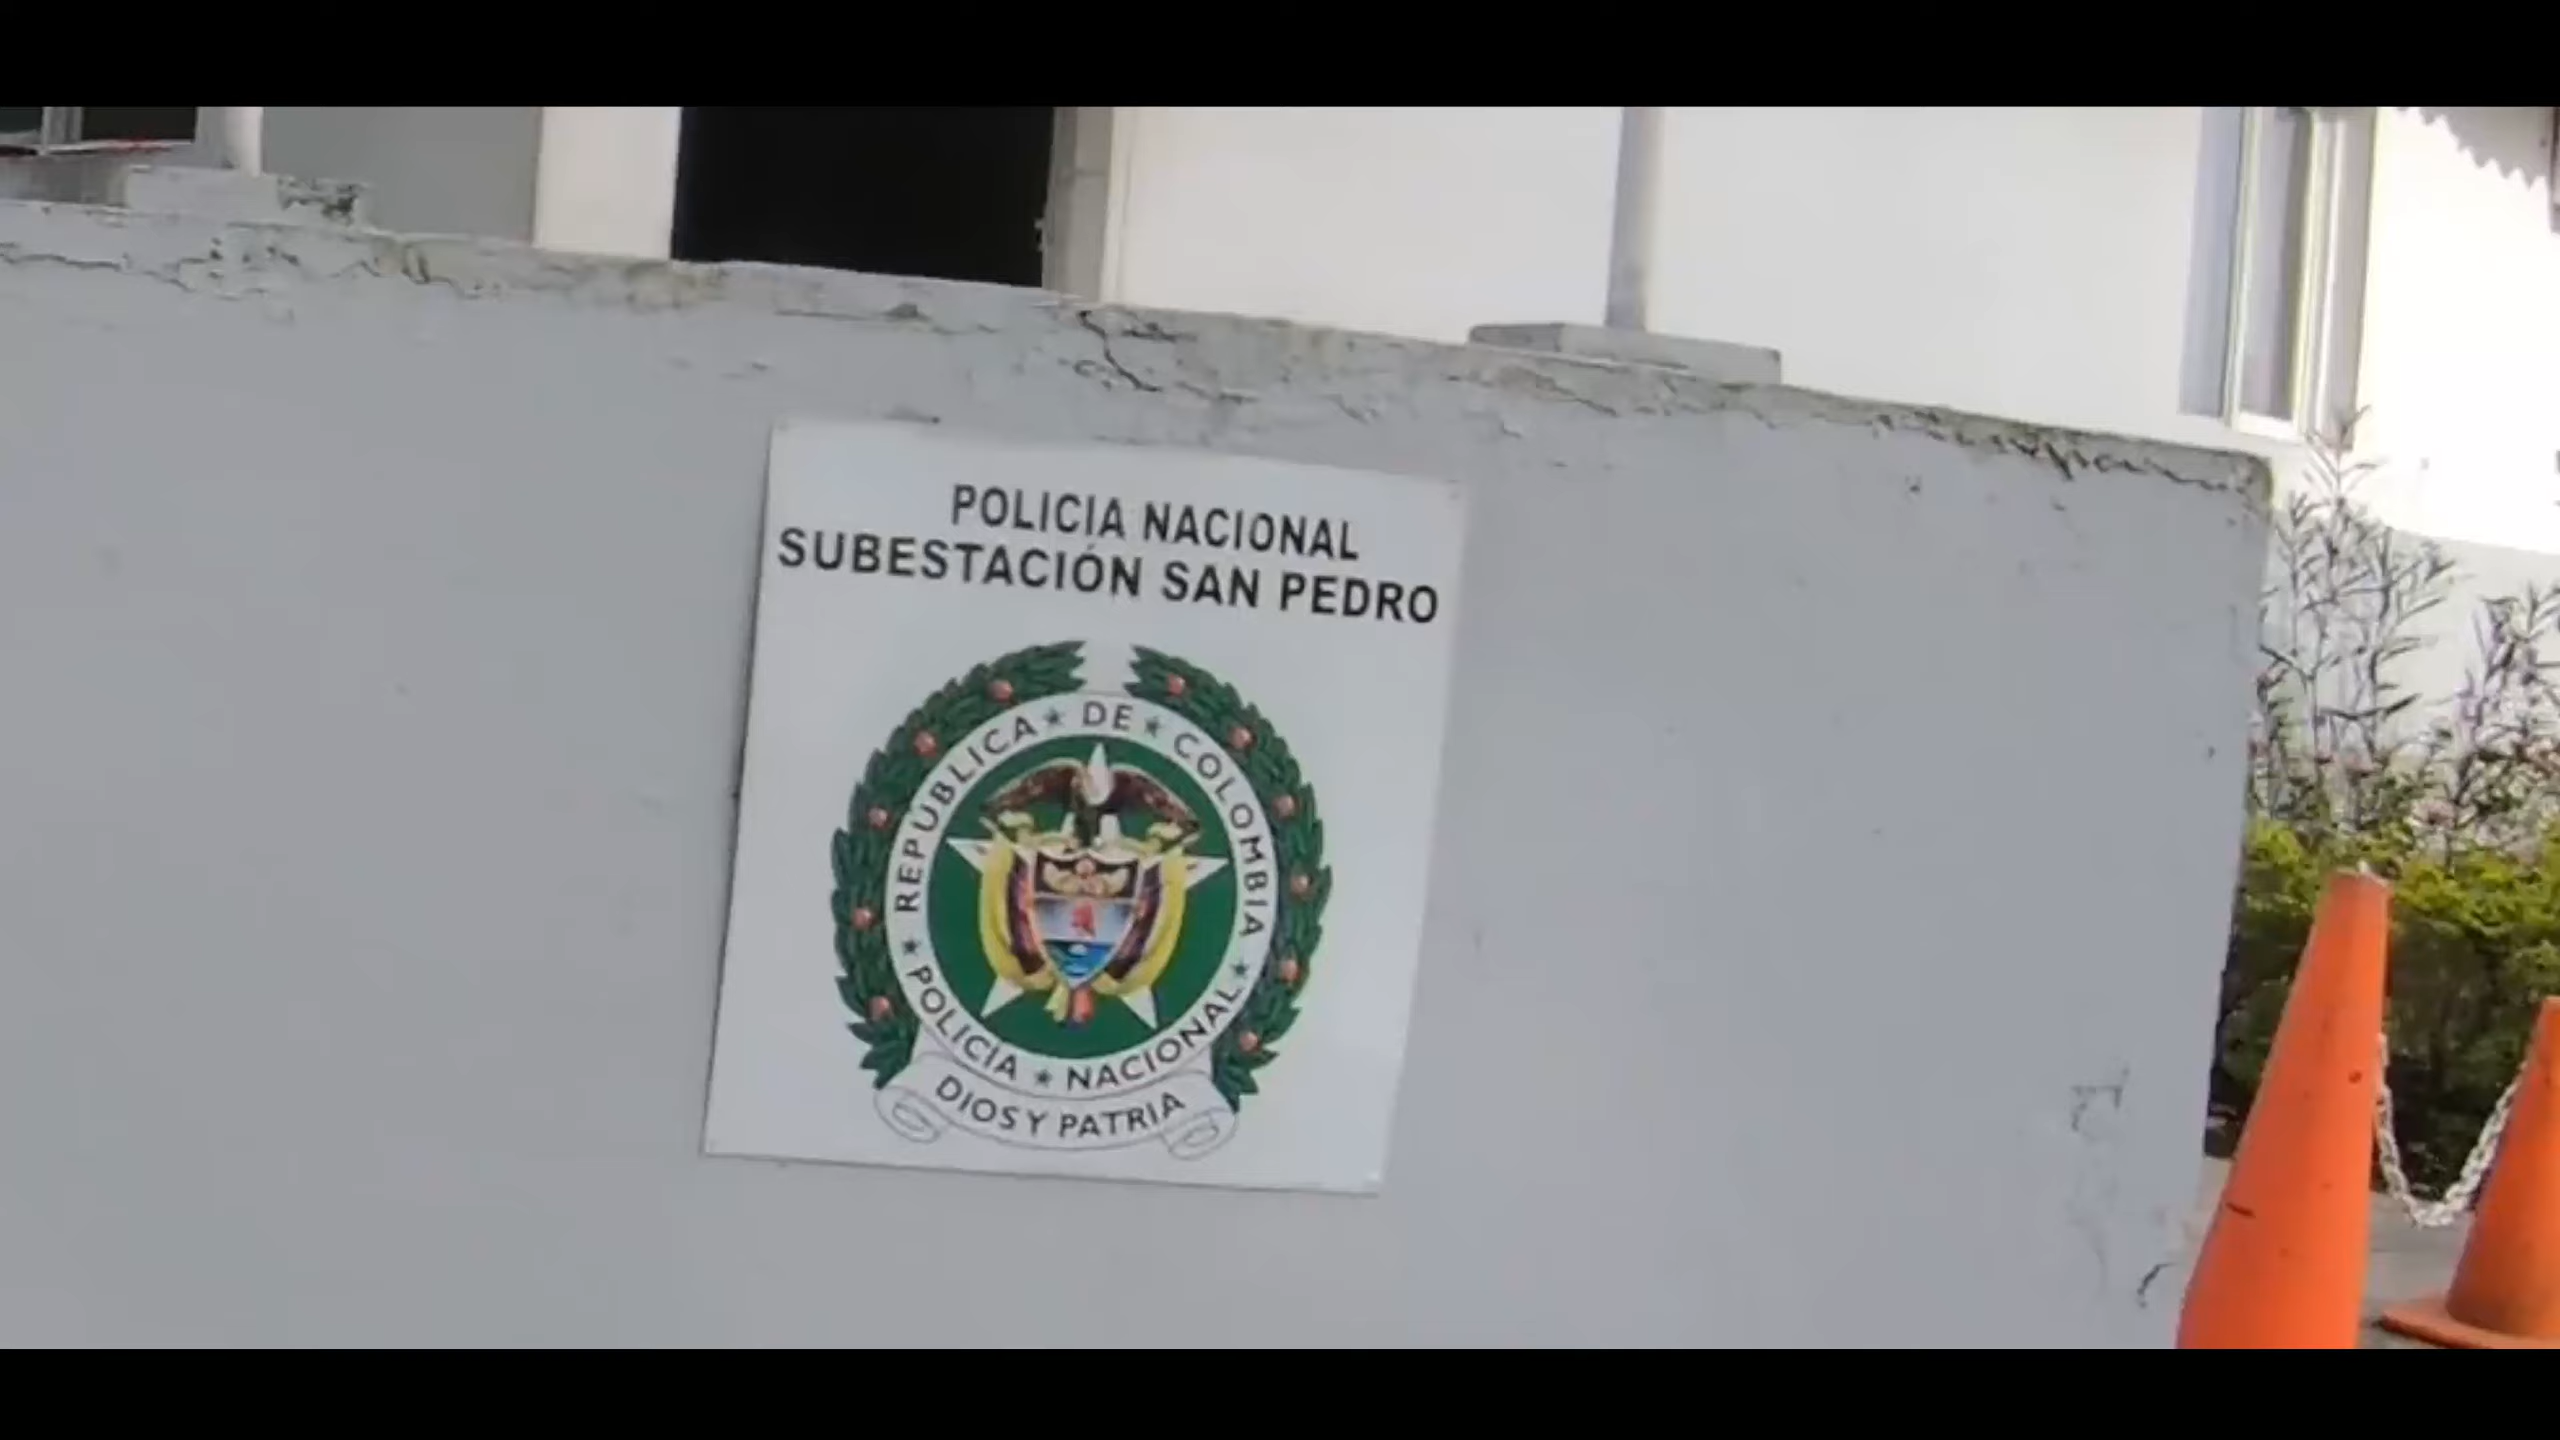 POLICIA NACIONAL
SUBESTACIÓN SAN PEDRO
REPUBLICA ★ DE ★ COLOMBIA
★ POLICIA ★ NACIONAL ★
DIOS Y PATRIA